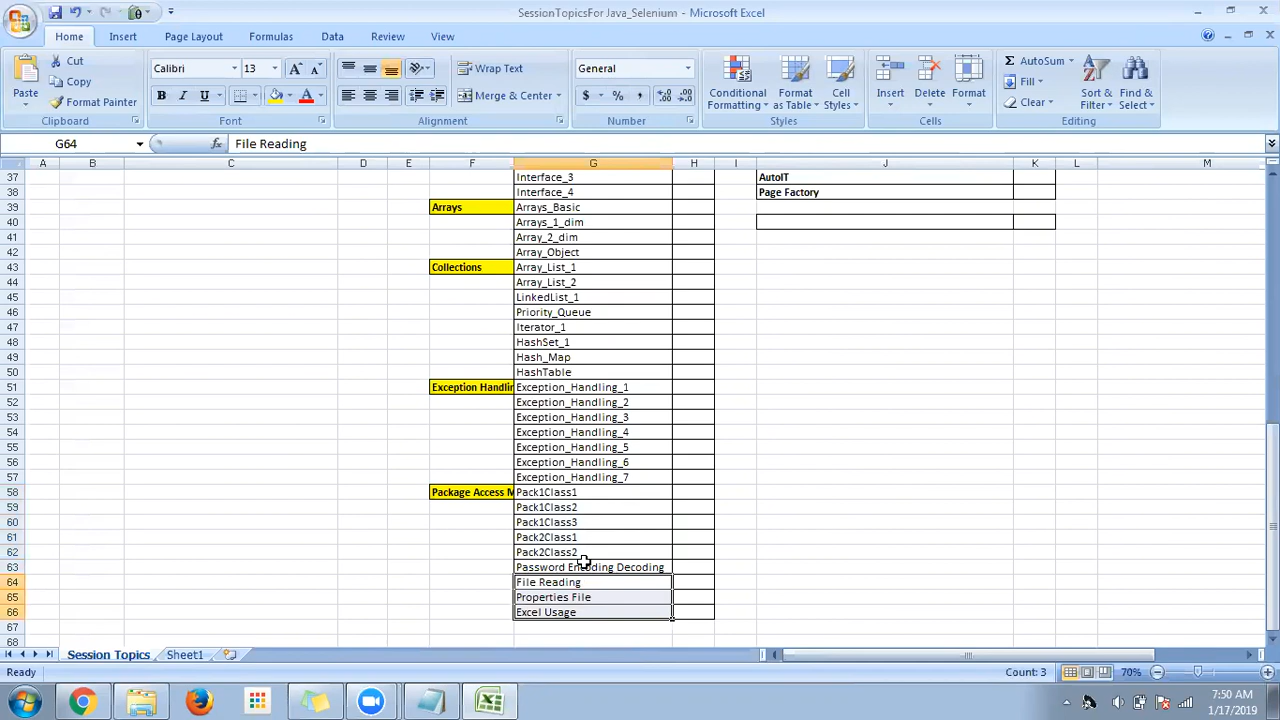 SessionTopicsFor Java_Selenium - Microsoft Excel
Home Insert Page Layout Formulas Data Review View
Paste
Cut
Copy
Format Painter
Clipboard
Calibri 13
B I U
Font
Wrap Text
Merge & Center
Alignment
General
$ % ,
Number
Conditional Formatting
Format as Table
Cell Styles
Styles
Insert Delete Format
Cells
AutoSum
Fill
Clear
Sort & Filter
Find & Select
Editing
G64 fx File Reading
A B C D E F G H I J K L M
37 Interface_3 AutoIT
38 Interface_4 Page Factory
39 Arrays Arrays_Basic
40 Arrays_1_dim
41 Array_2_dim
42 Array_Object
43 Collections Array_List_1
44 Array_List_2
45 LinkedList_1
46 Priority_Queue
47 Iterator_1
48 HashSet_1
49 Hash_Map
50 HashTable
51 Exception Handlin Exception_Handling_1
52 Exception_Handling_2
53 Exception_Handling_3
54 Exception_Handling_4
55 Exception_Handling_5
56 Exception_Handling_6
57 Exception_Handling_7
58 Package Access M Pack1Class1
59 Pack1Class2
60 Pack1Class3
61 Pack2Class1
62 Pack2Class2
63 Password Encoding Decoding
64 File Reading
65 Properties File
66 Excel Usage
67
68
Session Topics Sheet1
Ready Count: 3 70%
7:50 AM
1/17/2019